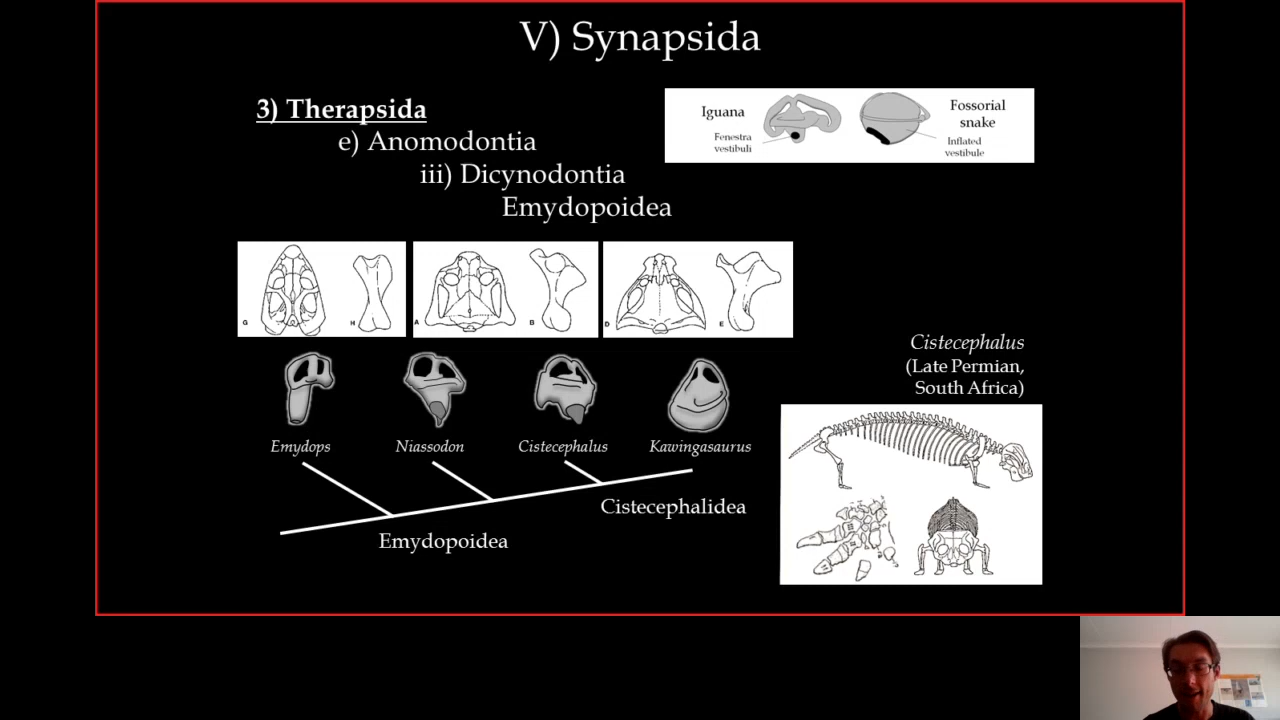 V) Synapsida
3) Therapsida
e) Anomodontia
iii) Dicynodontia
Emydopoidea
Iguana
Fenestra
vestibuli
Fossorial
snake
Inflated
vestibule
G
H
A
B
D
E
Emydops
Niassodon
Cistecephalus
Kawingasaurus
Cistecephalidea
Emydopoidea
Cistecephalus
(Late Permian,
South Africa)